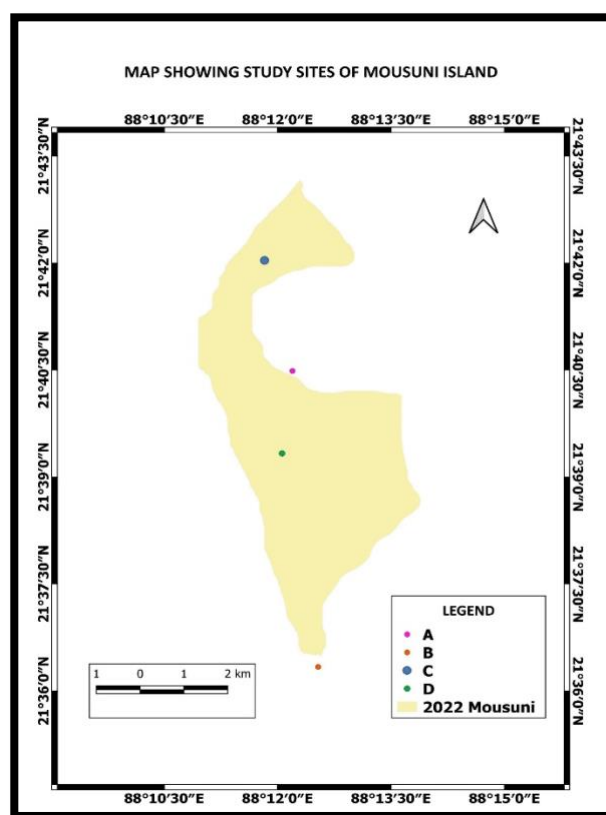 MAP SHOWING STUDY SITES OF MOUSUNI ISLAND
88°10'30"E 88°12'0"E 88°13'30"E 88°15'0"E
21°43'30"N 21°43'30"N
21°42'0"N 21°42'0"N
21°40'30"N 21°40'30"N
21°39'0"N 21°39'0"N
21°37'30"N 21°37'30"N
LEGEND
A
B
C
D
2022 Mousuni
1 0 1 2 km
21°36'0"N 21°36'0"N
88°10'30"E 88°12'0"E 88°13'30"E 88°15'0"E